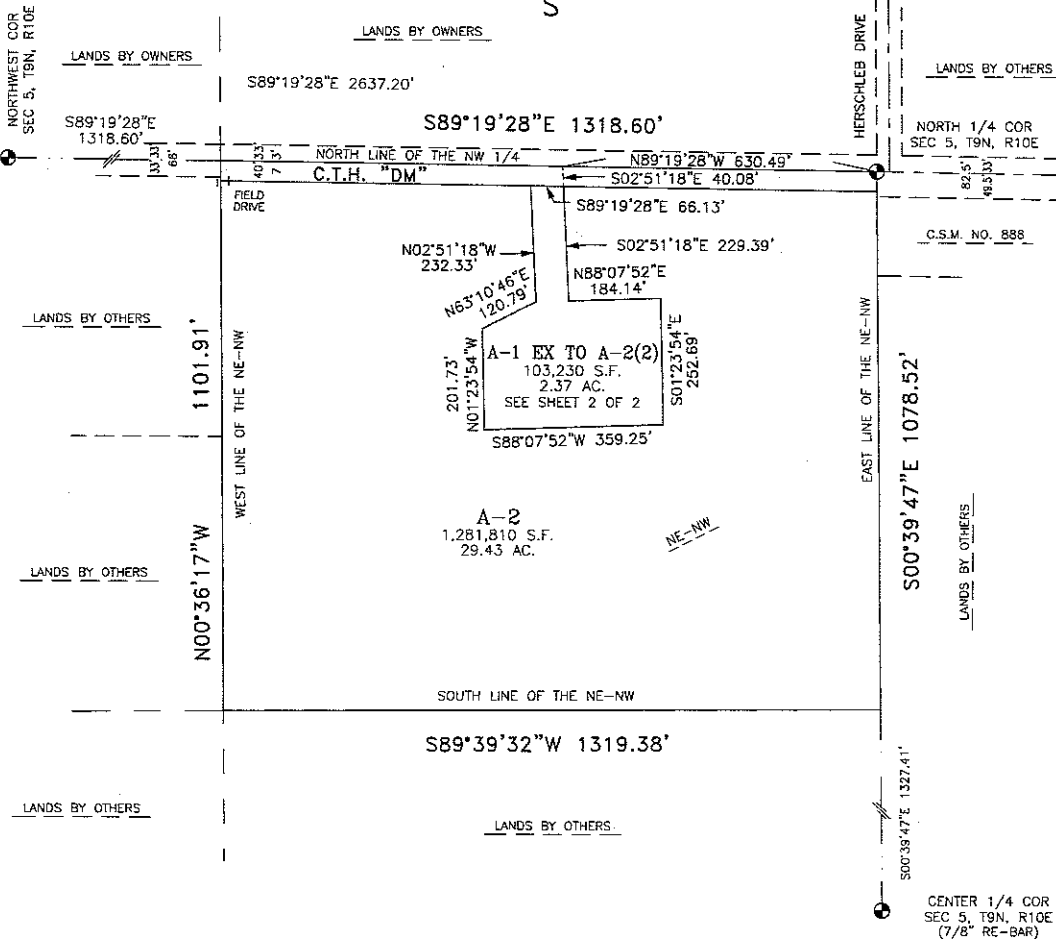 S
NORTHWEST COR
SEC 5, T9N, R10E
LANDS BY OWNERS
LANDS BY OWNERS
HERSCHLEB DRIVE
LANDS BY OTHERS
S89°19'28"E 2637.20'
S89°19'28"E
1318.60'
S89°19'28"E 1318.60'
NORTH 1/4 COR
SEC 5, T9N, R10E
33' 33'
66'
40' 33'
73'
NORTH LINE OF THE NW 1/4
N89°19'28"W 630.49'
C.T.H. "DM"
S02°51'18"E 40.08'
82.5'
49.5' 33'
FIELD
DRIVE
S89°19'28"E 66.13'
C.S.M. NO. 888
N02°51'18"W
232.33'
S02°51'18"E 229.39'
N63°10'46"E
120.79'
N88°07'52"E
184.14'
LANDS BY OTHERS
1101.91'
WEST LINE OF THE NE-NW
201.73'
N01°23'54"W
A-1 EX TO A-2(2)
103,230 S.F.
2.37 AC.
SEE SHEET 2 OF 2
S01°23'54"E
252.69'
EAST LINE OF THE NE-NW
S00°39'47"E 1078.52'
S88°07'52"W 359.25'
A-2
1,281,810 S.F.
29.43 AC.
NE-NW
N00°36'17"W
LANDS BY OTHERS
LANDS BY OTHERS
SOUTH LINE OF THE NE-NW
S89°39'32"W 1319.38'
S00°39'47"E 1327.41'
LANDS BY OTHERS
LANDS BY OTHERS
CENTER 1/4 COR
SEC 5, T9N, R10E
(7/8" RE-BAR)